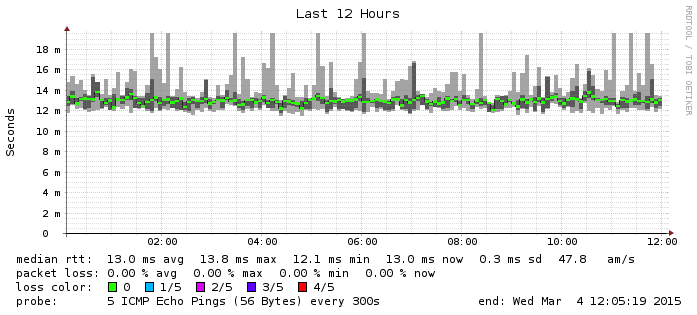 Last 12 Hours
RRDTOOL / TOBI OETIKER
Seconds
18 m
16 m
14 m
12 m
10 m
8 m
6 m
4 m
2 m
0
02:00 04:00 06:00 08:00 10:00 12:00
median rtt: 13.0 ms avg 13.8 ms max 12.1 ms min 13.0 ms now 0.3 ms sd 47.8 am/s
packet loss: 0.00 % avg 0.00 % max 0.00 % min 0.00 % now
loss color: 0 1/5 2/5 3/5 4/5
probe: 5 ICMP Echo Pings (56 Bytes) every 300s end: Wed Mar 4 12:05:19 2015